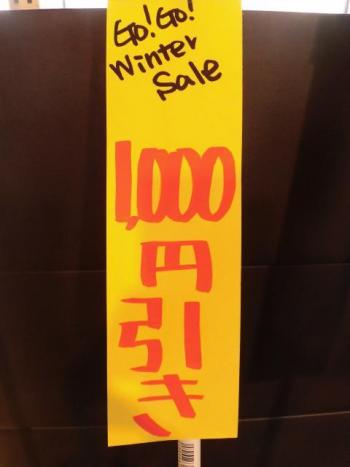 Go! Go!
Winter
Sale
1,000
円
引
き